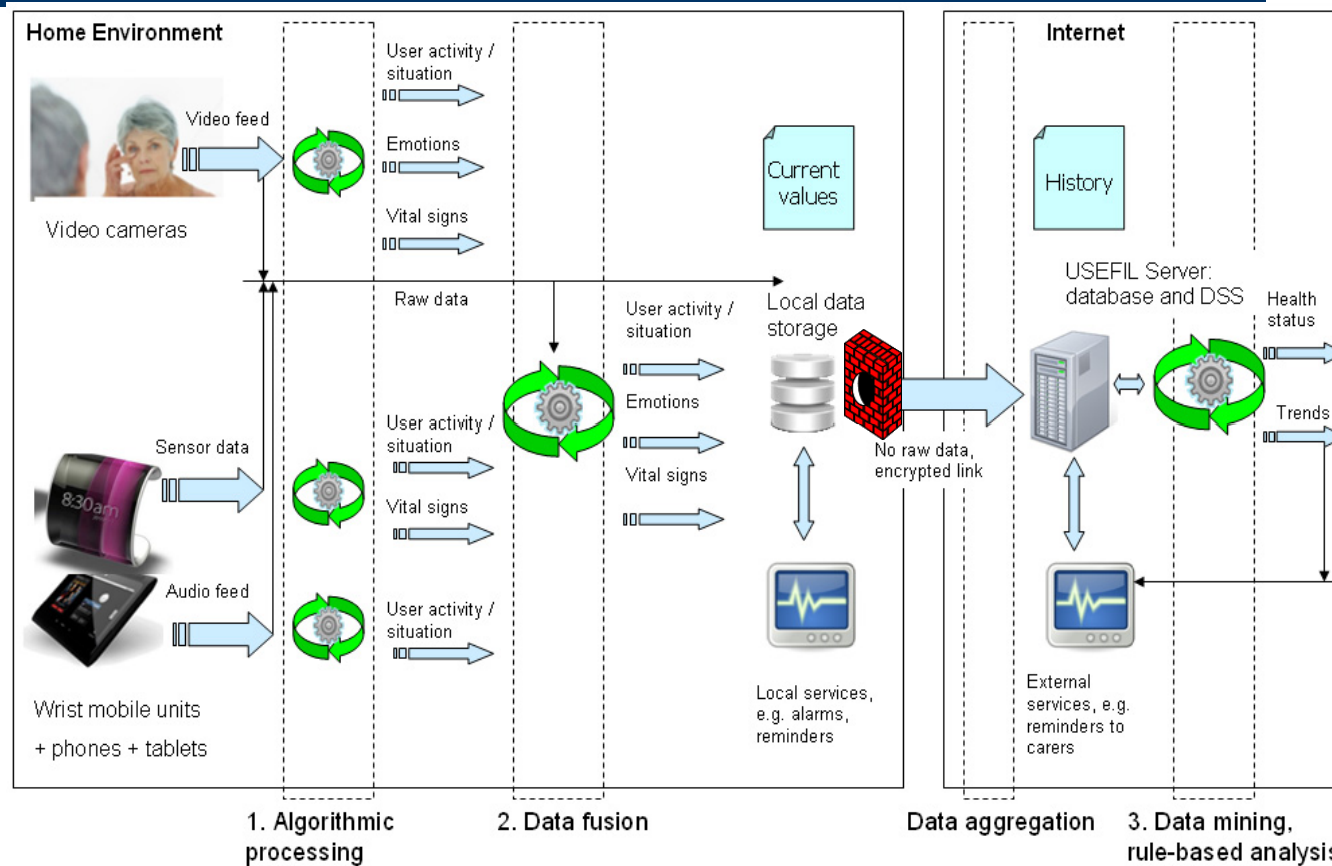 Home Environment
Video feed
Video cameras
User activity /
situation
Emotions
Vital signs
Raw data
Sensor data
8:30am
Audio feed
Wrist mobile units
+ phones + tablets
User activity /
situation
Vital signs
User activity /
situation
User activity /
situation
Emotions
Vital signs
Current
values
Local data
storage
Local services,
e.g. alarms,
reminders
No raw data,
encrypted link
Internet
History
USEFIL Server:
database and DSS
Health
status
Trends
External
services, e.g.
reminders to
carers
1. Algorithmic
processing
2. Data fusion
Data aggregation
3. Data mining,
rule-based analysis